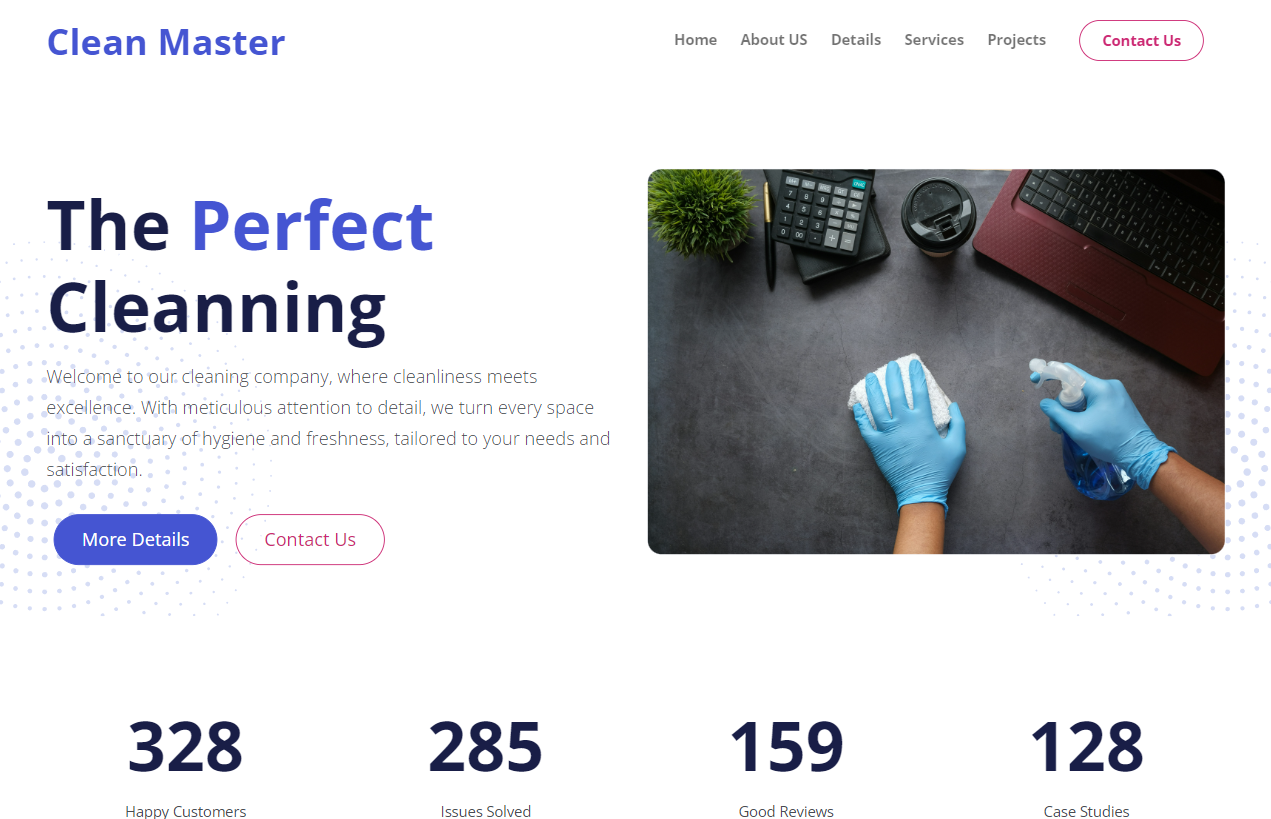 Clean Master
Home About US Details Services Projects Contact Us
The Perfect
Cleanning
Welcome to our cleaning company, where cleanliness meets
excellence. With meticulous attention to detail, we turn every space
into a sanctuary of hygiene and freshness, tailored to your needs and
satisfaction.
More Details Contact Us
328 285 159 128
Happy Customers Issues Solved Good Reviews Case Studies